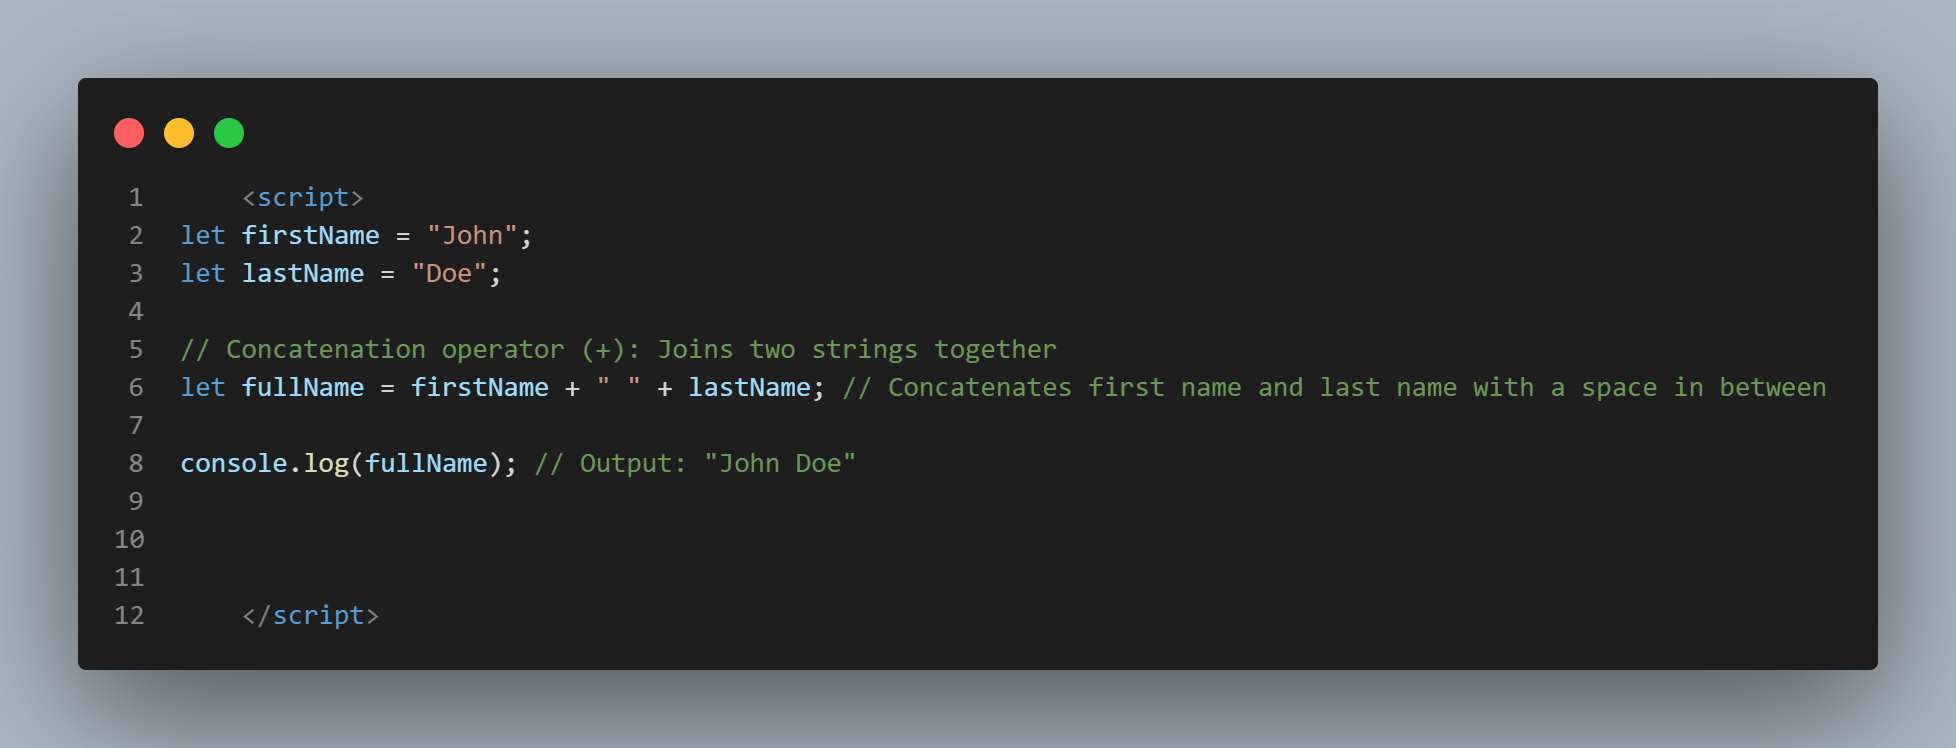 1 <script>
2 let firstName = "John";
3 let lastName = "Doe";
4
5 // Concatenation operator (+): Joins two strings together
6 let fullName = firstName + " " + lastName; // Concatenates first name and last name with a space in between
7
8 console.log(fullName); // Output: "John Doe"
9
10
11
12 </script>